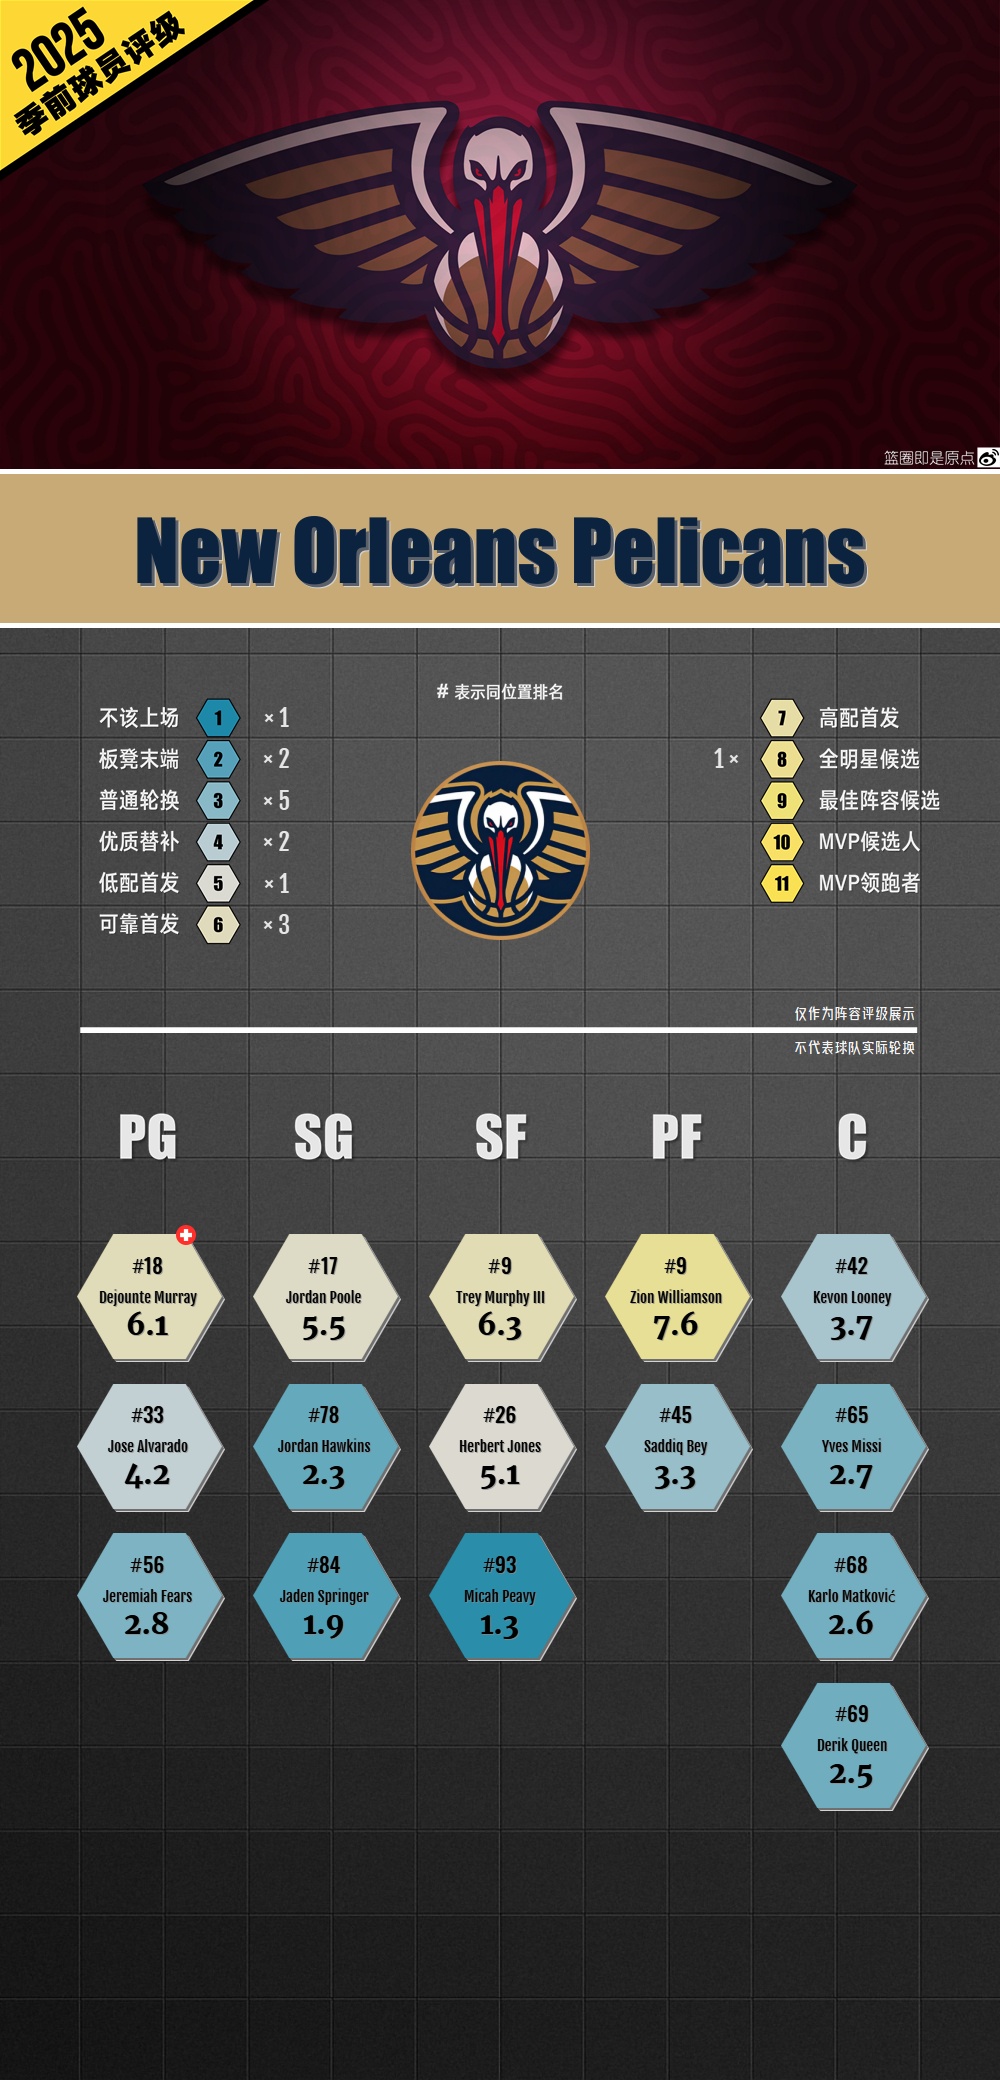 2025
季前球员评级
篮圈即是原点
New Orleans Pelicans
# 表示同位置排名
不该上场 1 ×1
板凳末端 2 ×2
普通轮换 3 ×5
优质替补 4 ×2
低配首发 5 ×1
可靠首发 6 ×3
7 高配首发
1× 8 全明星候选
9 最佳阵容候选
10 MVP候选人
11 MVP领跑者
仅作为阵容评级展示
不代表球队实际轮换
PG SG SF PF C
#18 #17 #9 #9 #42
Dejounte Murray Jordan Poole Trey Murphy III Zion Williamson Kevon Looney
6.1 5.5 6.3 7.6 3.7
#33 #78 #26 #45 #65
Jose Alvarado Jordan Hawkins Herbert Jones Saddiq Bey Yves Missi
4.2 2.3 5.1 3.3 2.7
#56 #84 #93 #68
Jeremiah Fears Jaden Springer Micah Peavy Karlo Matković
2.8 1.9 1.3 2.6
#69
Derik Queen
2.5